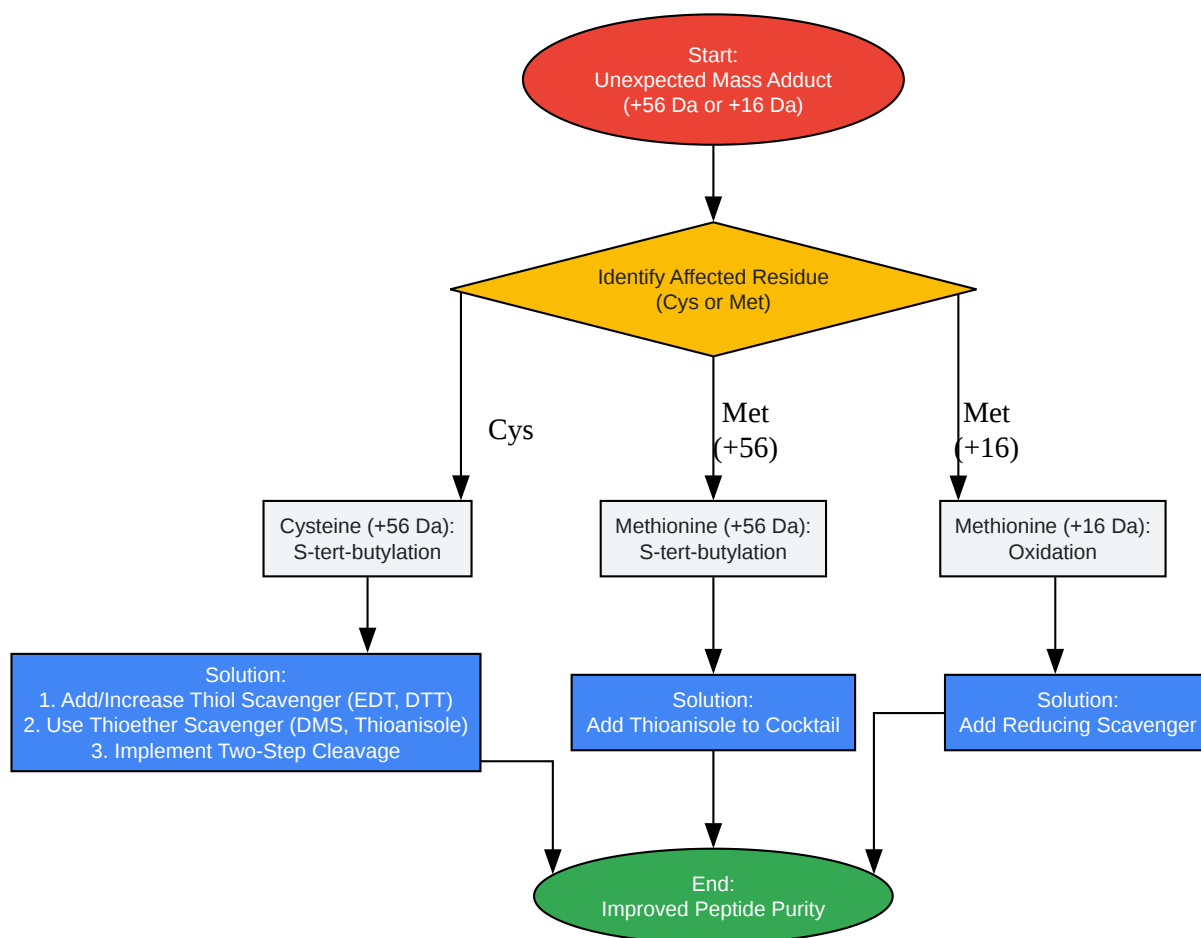 Start:
Unexpected Mass Adduct
(+56 Da or +16 Da)
Identify Affected Residue
(Cys or Met)
Cys
Met
(+56)
Met
(+16)
Cysteine (+56 Da):
S-tert-butylation
Methionine (+56 Da):
S-tert-butylation
Methionine (+16 Da):
Oxidation
Solution:
1. Add/Increase Thiol Scavenger (EDT, DTT)
2. Use Thioether Scavenger (DMS, Thioanisole)
3. Implement Two-Step Cleavage
Solution:
Add Thioanisole to Cocktail
Solution:
Add Reducing Scavenger
End:
Improved Peptide Purity